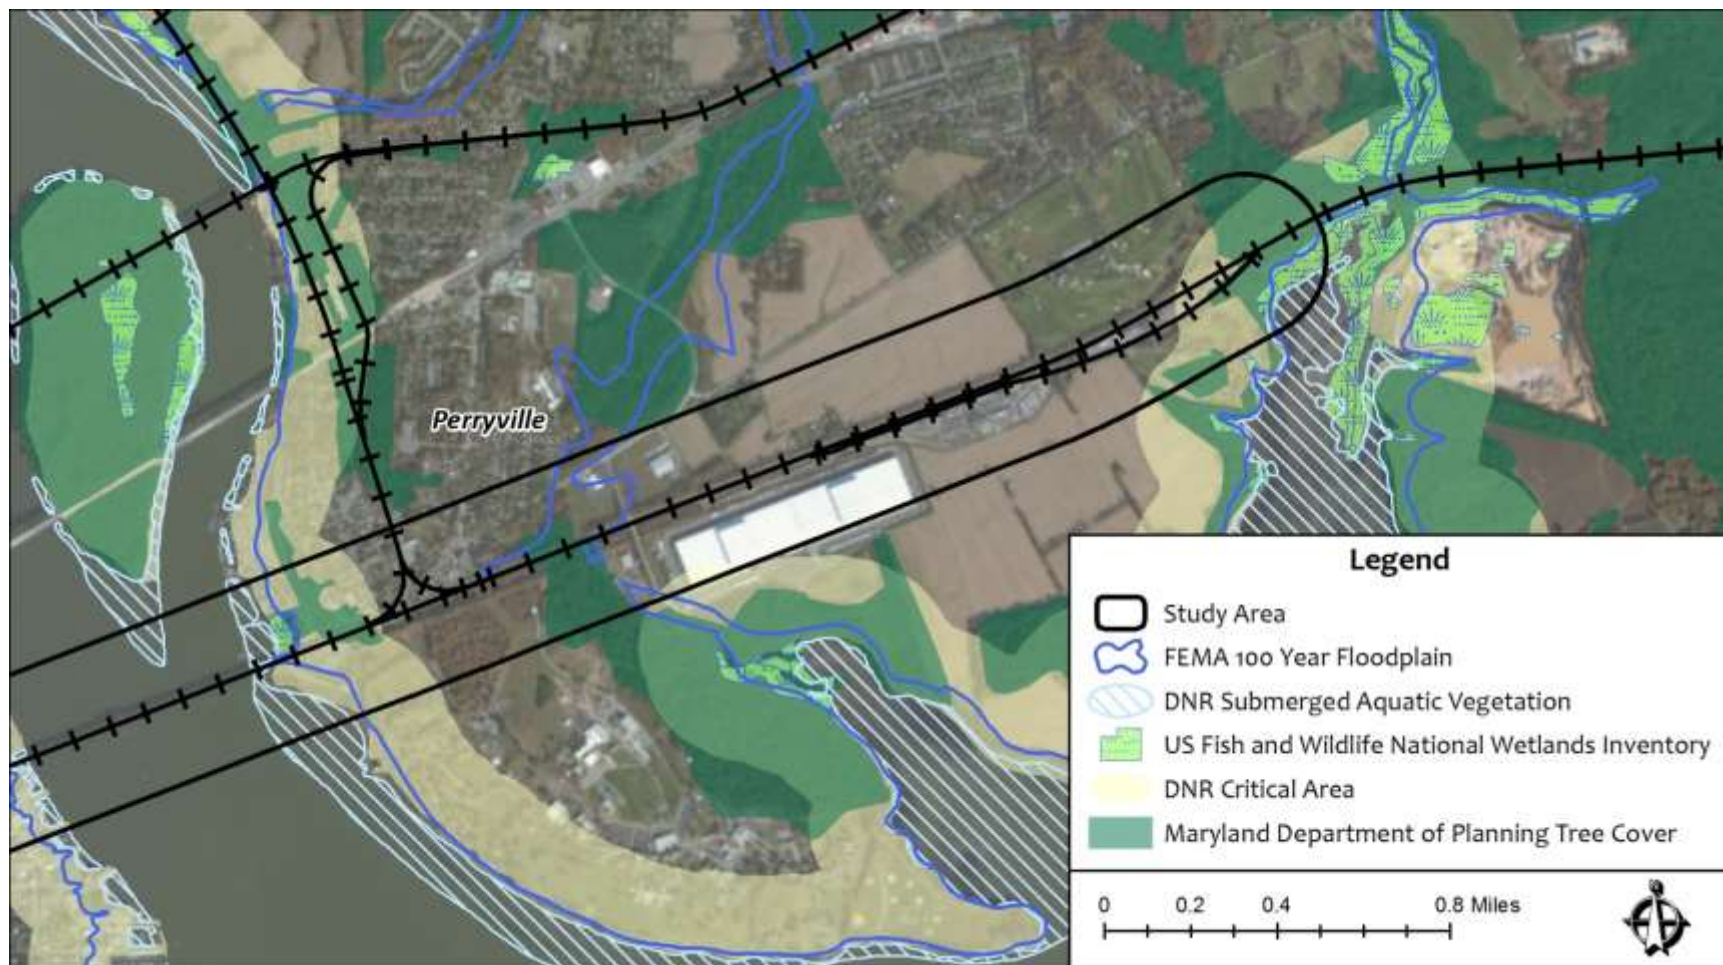 Perryville
Legend
Study Area
FEMA 100 Year Floodplain
DNR Submerged Aquatic Vegetation
US Fish and Wildlife National Wetlands Inventory
DNR Critical Area
Maryland Department of Planning Tree Cover
0 0.2 0.4 0.8 Miles